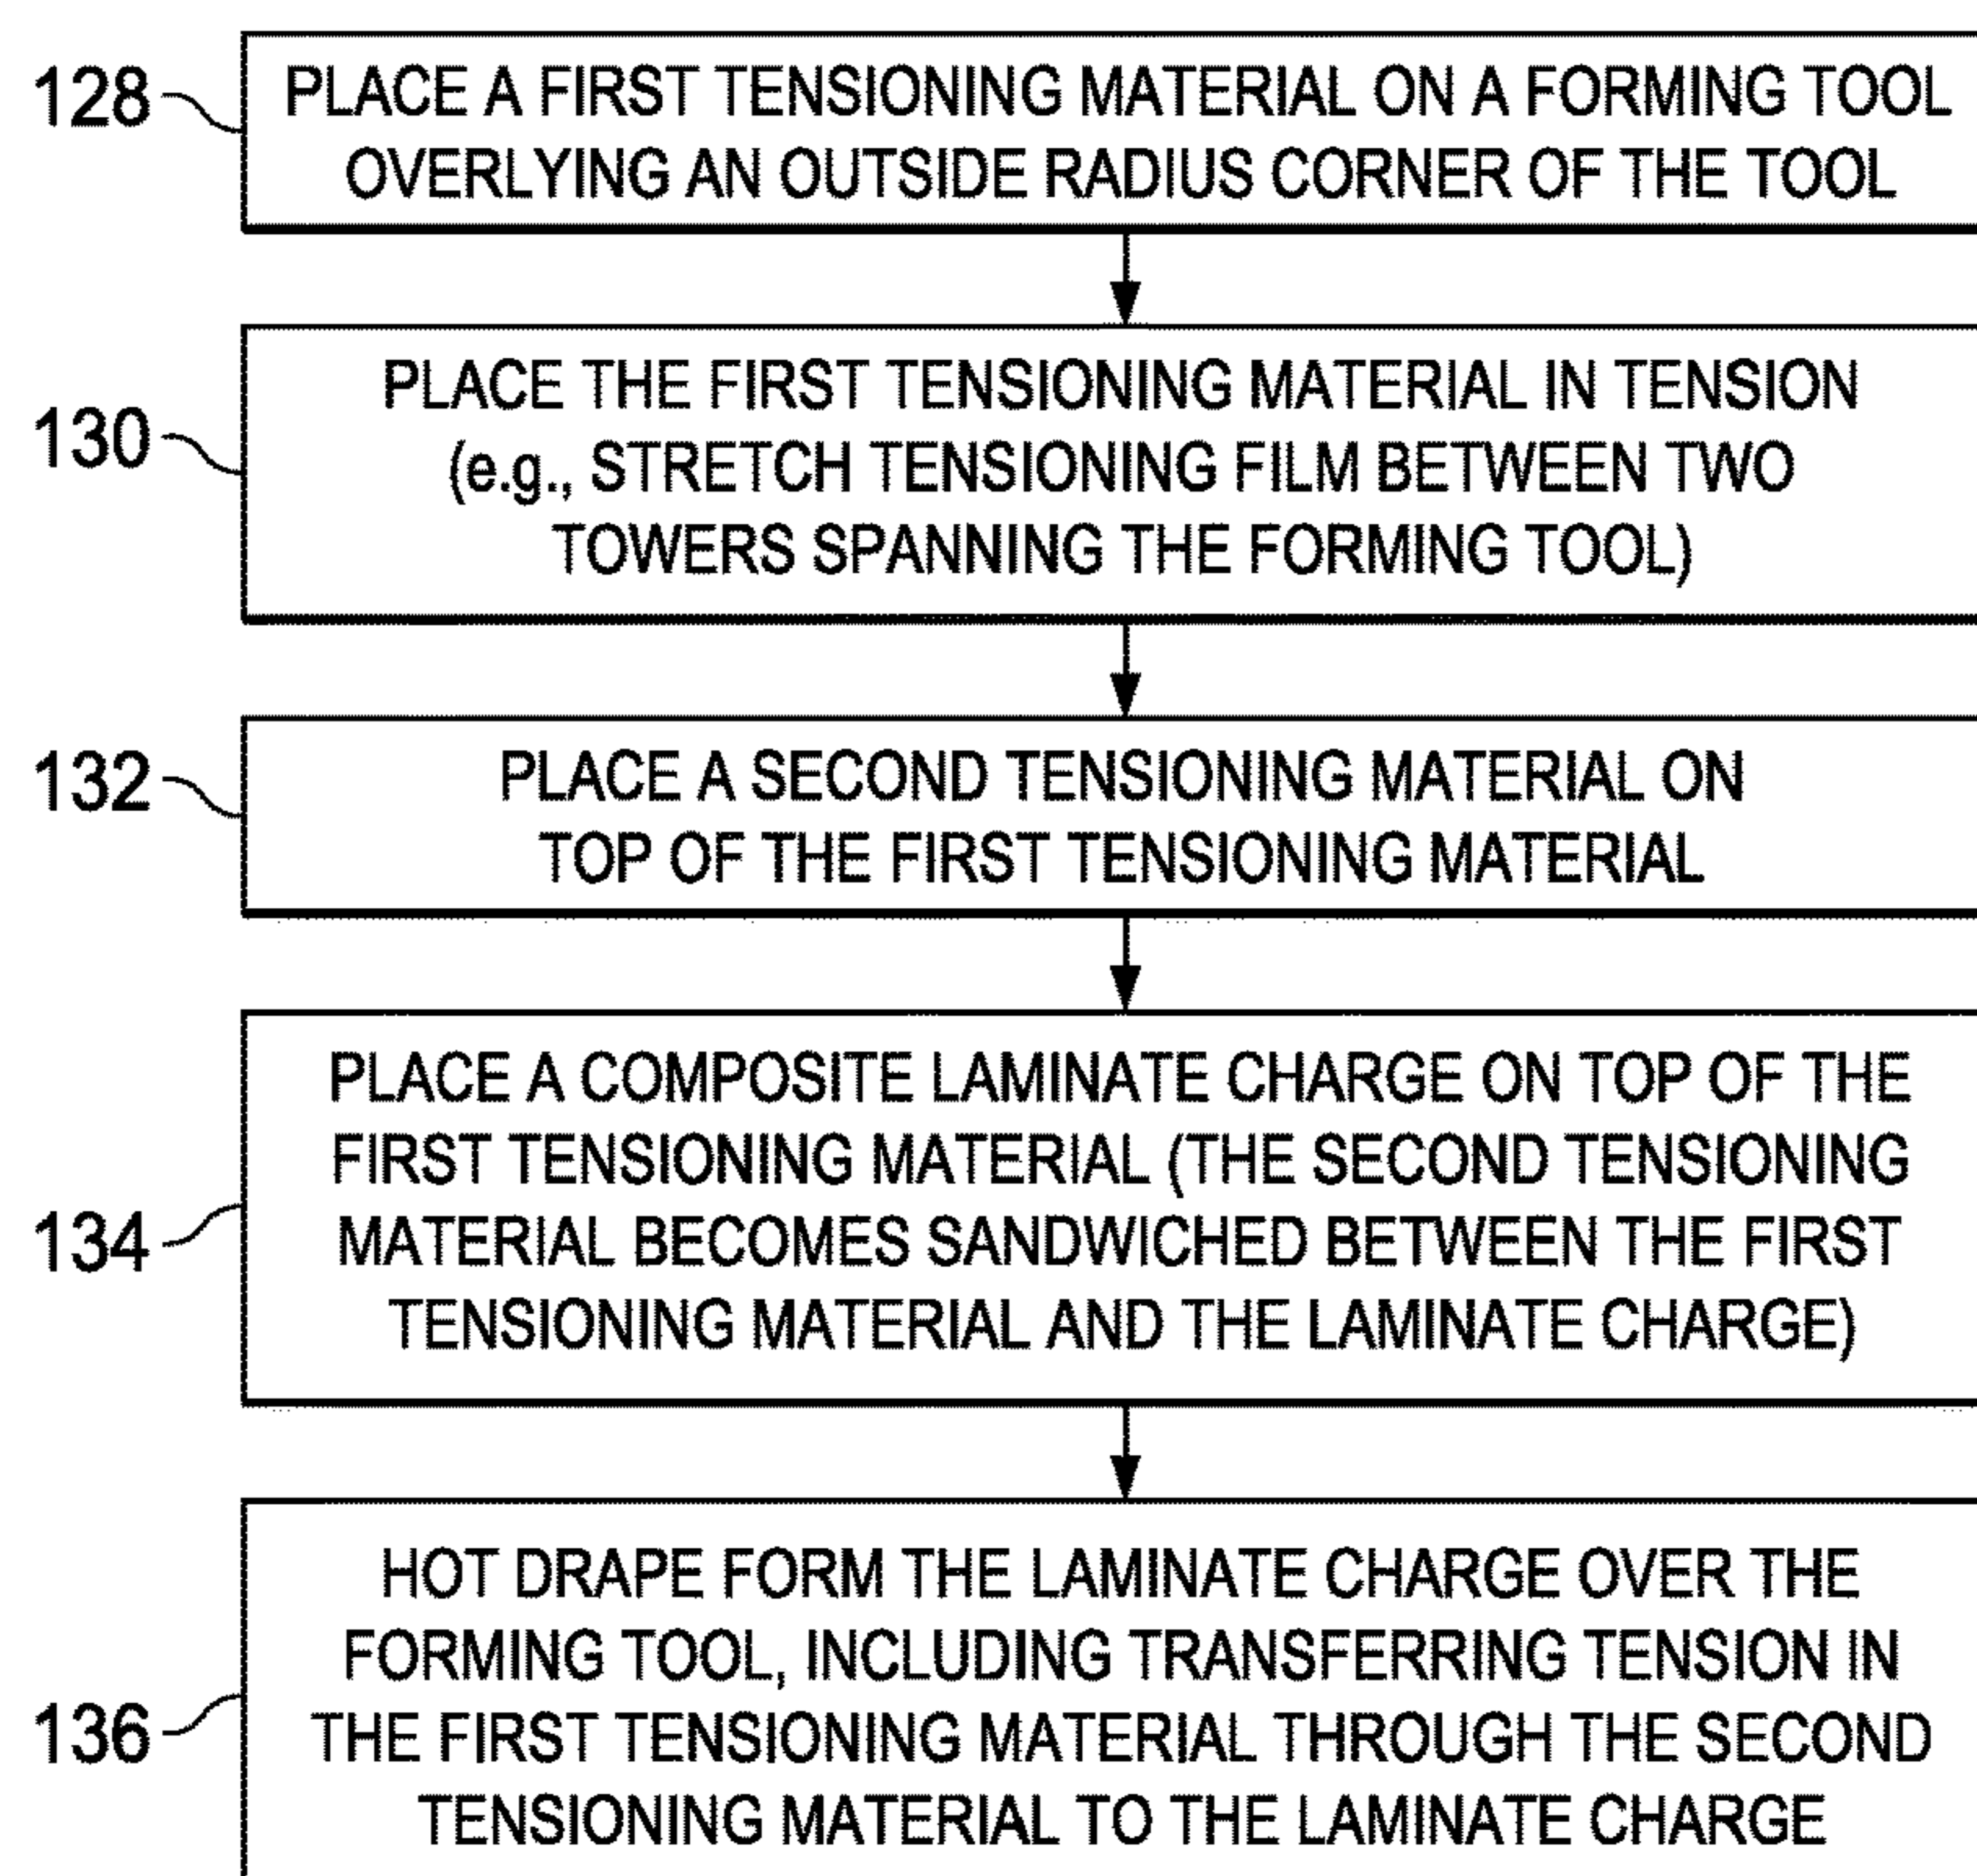 128
PLACE A FIRST TENSIONING MATERIAL ON A FORMING TOOL
OVERLYING AN OUTSIDE RADIUS CORNER OF THE TOOL
130
PLACE THE FIRST TENSIONING MATERIAL IN TENSION
(e.g., STRETCH TENSIONING FILM BETWEEN TWO
TOWERS SPANNING THE FORMING TOOL)
132
PLACE A SECOND TENSIONING MATERIAL ON
TOP OF THE FIRST TENSIONING MATERIAL
134
PLACE A COMPOSITE LAMINATE CHARGE ON TOP OF THE
FIRST TENSIONING MATERIAL (THE SECOND TENSIONING
MATERIAL BECOMES SANDWICHED BETWEEN THE FIRST
TENSIONING MATERIAL AND THE LAMINATE CHARGE)
136
HOT DRAPE FORM THE LAMINATE CHARGE OVER THE
FORMING TOOL, INCLUDING TRANSFERRING TENSION IN
THE FIRST TENSIONING MATERIAL THROUGH THE SECOND
TENSIONING MATERIAL TO THE LAMINATE CHARGE